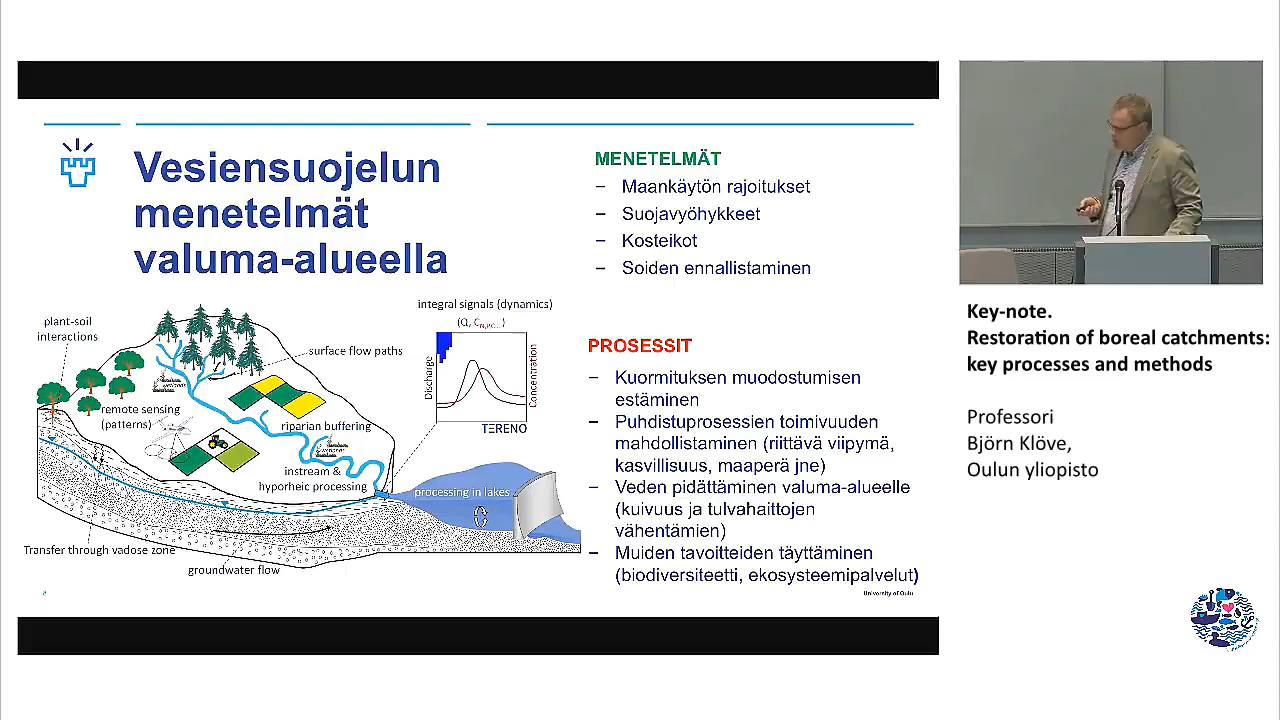 Vesiensuojelun
menetelmät
valuma-alueella
MENETELMÄT
– Maankäytön rajoitukset
– Suojavyöhykkeet
– Kosteikot
– Soiden ennallistaminen
PROSESSIT
– Kuormituksen muodostumisen
estäminen
– Puhdistuprosessien toimivuuden
mahdollistaminen (riittävä viipymä,
kasvillisuus, maaperä jne)
– Veden pidättäminen valuma-alueelle
(kuivuus ja tulvahaittojen
vähentämien)
– Muiden tavoitteiden täyttäminen
(biodiversiteetti, ekosysteemipalvelut)
integral signals (dynamics)
(Q, C N,P,C...)
Discharge
Concentration
TERENO
plant-soil
interactions
surface flow paths
wetlands
remote sensing
(patterns)
riparian buffering
wetlands
instream &
hyporheic processing
processing in lakes
Transfer through vadose zone
groundwater flow
University of Oulu
Key-note.
Restoration of boreal catchments:
key processes and methods
Professori
Björn Klöve,
Oulun yliopisto